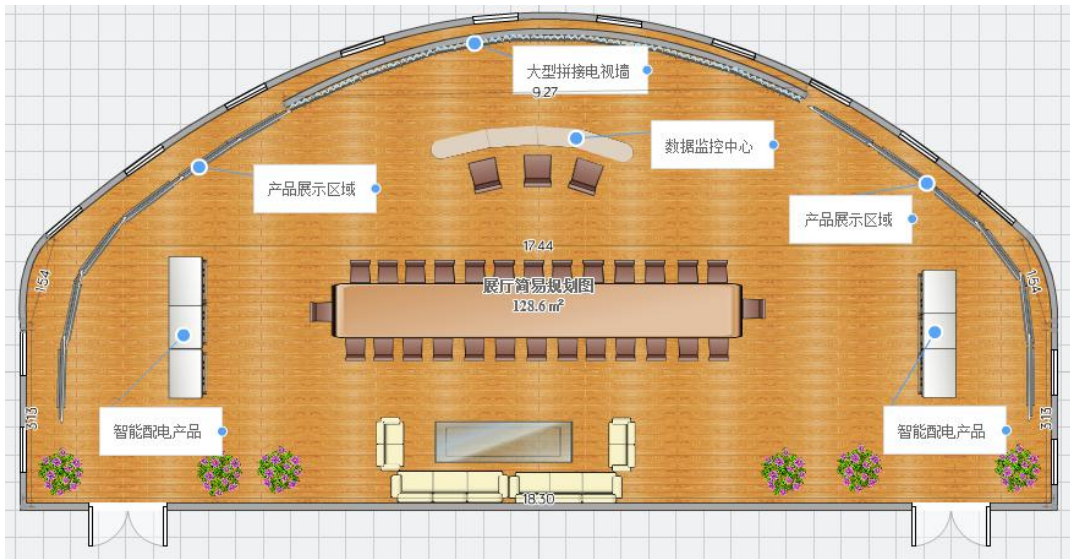 大型拼接电视墙
9.27
数据监控中心
产品展示区域
产品展示区域
17.44
1.54
展厅简易规划图
128.6 m²
1.54
3.13
智能配电产品
智能配电产品
3.13
18.30